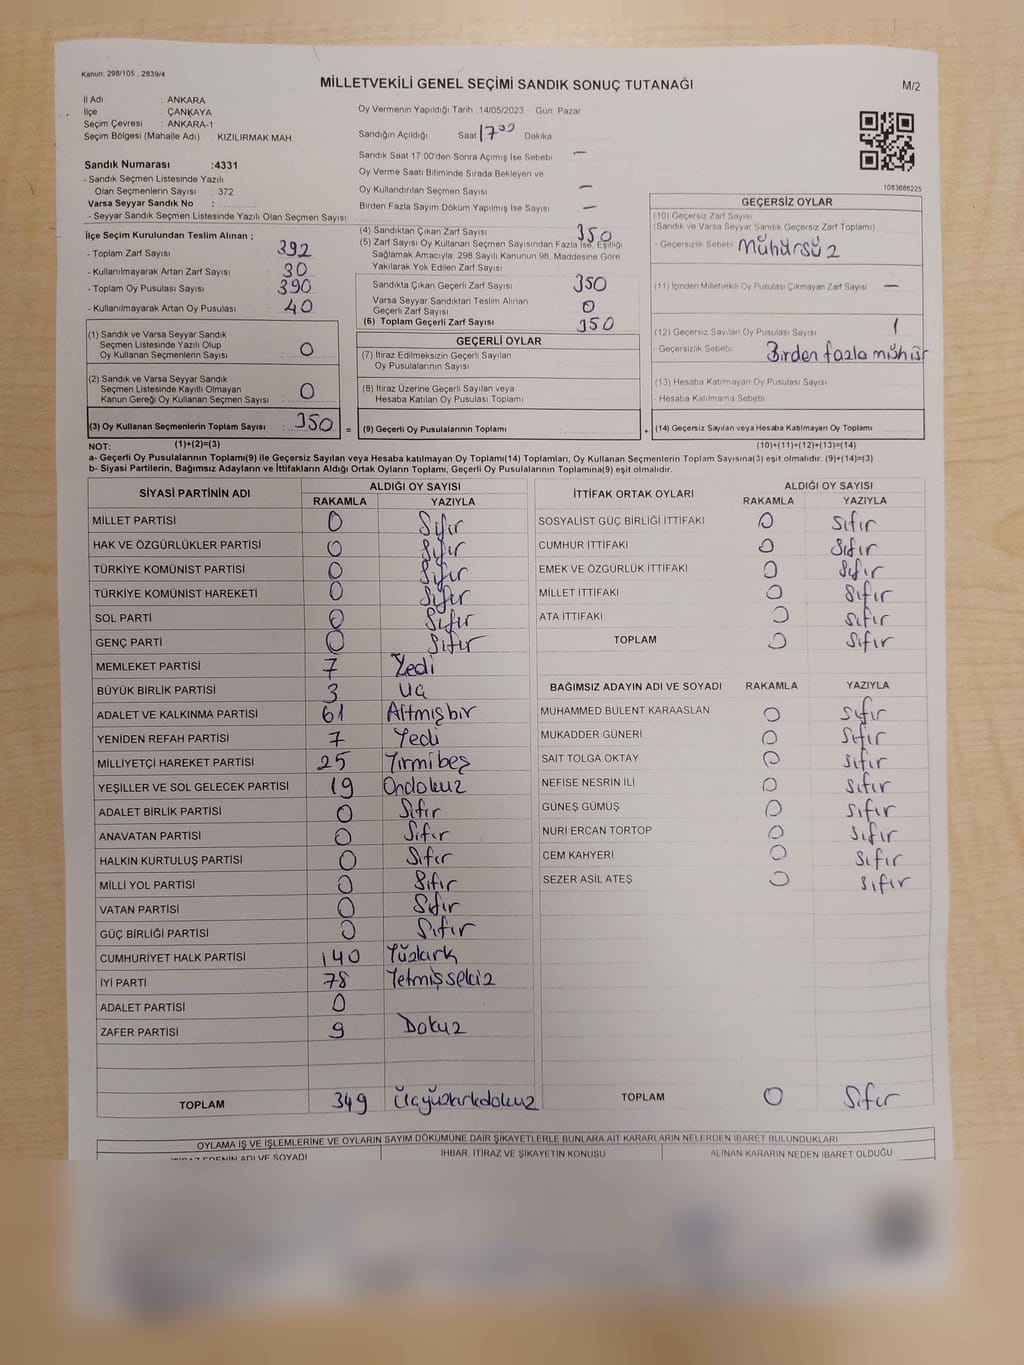 Kanun: 298/105 , 2839/4
MİLLETVEKİLİ GENEL SEÇİMİ SANDIK SONUÇ TUTANAĞI
M/2
İl Adı : ANKARA
İlçe : ÇANKAYA
Seçim Çevresi : ANKARA-1
Seçim Bölgesi (Mahalle Adı) : KIZILIRMAK MAH.
Sandık Numarası :4331
- Sandık Seçmen Listesinde Yazılı
Olan Seçmenlerin Sayısı : 372
Varsa Seyyar Sandık No :
- Seyyar Sandık Seçmen Listesinde Yazılı Olan Seçmen Sayısı:
Oy Vermenin Yapıldığı Tarih : 14/05/2023 Gün Pazar
Sandığın Açıldığı Saat 17 00 Dakika
Sandık Saat 17:00'den Sonra Açılmış İse Sebebi —
Oy Verme Saati Bitiminde Sırada Bekleyen ve
Oy Kullandırılan Seçmen Sayısı —
Birden Fazla Sayım Döküm Yapılmış İse Sayısı —
1083686225
İlçe Seçim Kurulundan Teslim Alınan ;
- Toplam Zarf Sayısı 392
- Kullanılmayarak Artan Zarf Sayısı 30
- Toplam Oy Pusulası Sayısı 390
- Kullanılmayarak Artan Oy Pusulası 40
(1) Sandık ve Varsa Seyyar Sandık
Seçmen Listesinde Yazılı Olup
Oy Kullanan Seçmenlerin Sayısı 0
(2) Sandık ve Varsa Seyyar Sandık
Seçmen Listesinde Kayıtlı Olmayan
Kanun Gereği Oy Kullanan Seçmen Sayısı 0
(3) Oy Kullanan Seçmenlerin Toplam Sayısı : 350 =
(4) Sandıktan Çıkan Zarf Sayısı 350
(5) Zarf Sayısı Oy Kullanan Seçmen Sayısından Fazla İse, Eşitliği
Sağlamak Amacıyla; 298 Sayılı Kanunun 98. Maddesine Göre
Yakılarak Yok Edilen Zarf Sayısı
Sandıkta Çıkan Geçerli Zarf Sayısı 350
Varsa Seyyar Sandıktan Teslim Alınan
Geçerli Zarf Sayısı 0
(6) Toplam Geçerli Zarf Sayısı 350
GEÇERLİ OYLAR
(7) İtiraz Edilmeksizin Geçerli Sayılan
Oy Pusulalarının Sayısı
(8) İtiraz Üzerine Geçerli Sayılan veya
Hesaba Katılan Oy Pusulası Toplamı
(9) Geçerli Oy Pusulalarının Toplamı +
GEÇERSİZ OYLAR
(10) Geçersiz Zarf Sayısı
(Sandık ve Varsa Seyyar Sandık Geçersiz Zarf Toplamı)
- Geçersizlik Sebebi Mühürsüz
(11) İçinden Milletvekili Oy Pusulası Çıkmayan Zarf Sayısı —
(12) Geçersiz Sayılan Oy Pusulası Sayısı 1
- Geçersizlik Sebebi Birden fazla mühür
(13) Hesaba Katılmayan Oy Pusulası Sayısı
- Hesaba Katılmama Sebebi
(14) Geçersiz Sayılan veya Hesaba Katılmayan Oy Toplamı
NOT: (1)+(2)=(3) (10)+(11)+(12)+(13)=(14)
a- Geçerli Oy Pusulalarının Toplamı(9) ile Geçersiz Sayılan veya Hesaba Katılmayan Oy Toplamı(14) Toplamları, Oy Kullanan Seçmenlerin Toplam Sayısına(3) eşit olmalıdır. (9)+(14)=(3)
b- Siyasi Partilerin, Bağımsız Adayların ve İttifakların Aldığı Ortak Oyların Toplamı, Geçerli Oy Pusulalarının Toplamına(9) eşit olmalıdır.
SİYASİ PARTİNİN ADI ALDIĞI OY SAYISI
RAKAMLA YAZIYLA
MİLLET PARTİSİ 0 Sıfır
HAK VE ÖZGÜRLÜKLER PARTİSİ 0 Sıfır
TÜRKİYE KOMÜNİST PARTİSİ 0 Sıfır
TÜRKİYE KOMÜNİST HAREKETİ 0 Sıfır
SOL PARTİ 0 Sıfır
GENÇ PARTİ 0 Sıfır
MEMLEKET PARTİSİ 7 Yedi
BÜYÜK BİRLİK PARTİSİ 3 Üç
ADALET VE KALKINMA PARTİSİ 61 Altmışbir
YENİDEN REFAH PARTİSİ 7 Yedi
MİLLİYETÇİ HAREKET PARTİSİ 25 Yirmibeş
YEŞİLLER VE SOL GELECEK PARTİSİ 19 Ondokuz
ADALET BİRLİK PARTİSİ 0 Sıfır
ANAVATAN PARTİSİ 0 Sıfır
HALKIN KURTULUŞ PARTİSİ 0 Sıfır
MİLLİ YOL PARTİSİ 0 Sıfır
VATAN PARTİSİ 0 Sıfır
GÜÇ BİRLİĞİ PARTİSİ 0 Sıfır
CUMHURİYET HALK PARTİSİ 140 Yüzkırk
İYİ PARTİ 78 Yetmişsekiz
ADALET PARTİSİ 0
ZAFER PARTİSİ 9 Dokuz
TOPLAM 349 Üçyüzkırkdokuz
İTTİFAK ORTAK OYLARI ALDIĞI OY SAYISI
RAKAMLA YAZIYLA
SOSYALİST GÜÇ BİRLİĞİ İTTİFAKI 0 Sıfır
CUMHUR İTTİFAKI 0 Sıfır
EMEK VE ÖZGÜRLÜK İTTİFAKI 0 Sıfır
MİLLET İTTİFAKI 0 Sıfır
ATA İTTİFAKI 0 Sıfır
TOPLAM 0 Sıfır
BAĞIMSIZ ADAYIN ADI VE SOYADI RAKAMLA YAZIYLA
MUHAMMED BÜLENT KARAASLAN 0 Sıfır
MUKADDER GÜNERİ 0 Sıfır
SAİT TOLGA OKTAY 0 Sıfır
NEFİSE NESRİN İLİ 0 Sıfır
GÜNEŞ GÜMÜŞ 0 Sıfır
NURİ ERCAN TORTOP 0 Sıfır
CEM KAHYERİ 0 Sıfır
SEZER ASİL ATEŞ 0 Sıfır
TOPLAM 0 Sıfır
OYLAMA İŞ VE İŞLEMLERİNE VE OYLARIN SAYIM DÖKÜMÜNE DAİR ŞİKAYETLERLE BUNLARA AİT KARARLARIN NELERDEN İBARET BULUNDUKLARI
İTİRAZ EDENİN ADI VE SOYADI İHBAR, İTİRAZ VE ŞİKAYETİN KONUSU ALINAN KARARIN NEDEN İBARET OLDUĞU